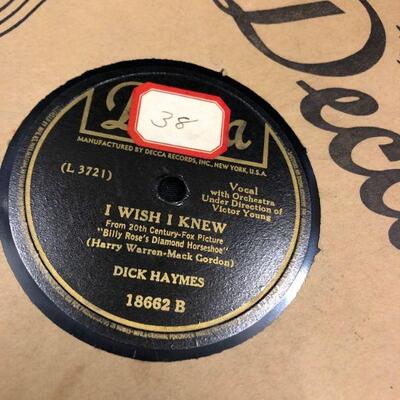 Decca
D a
38
MANUFACTURED BY DECCA RECORDS, INC., NEW YORK, U.S.A.
(L 3721)
Vocal
with Orchestra
Under Direction of
Victor Young
I WISH I KNEW
From 20th Century-Fox Picture
"Billy Rose's Diamond Horseshoe"
(Harry Warren-Mack Gordon)
DICK HAYMES
18662 B